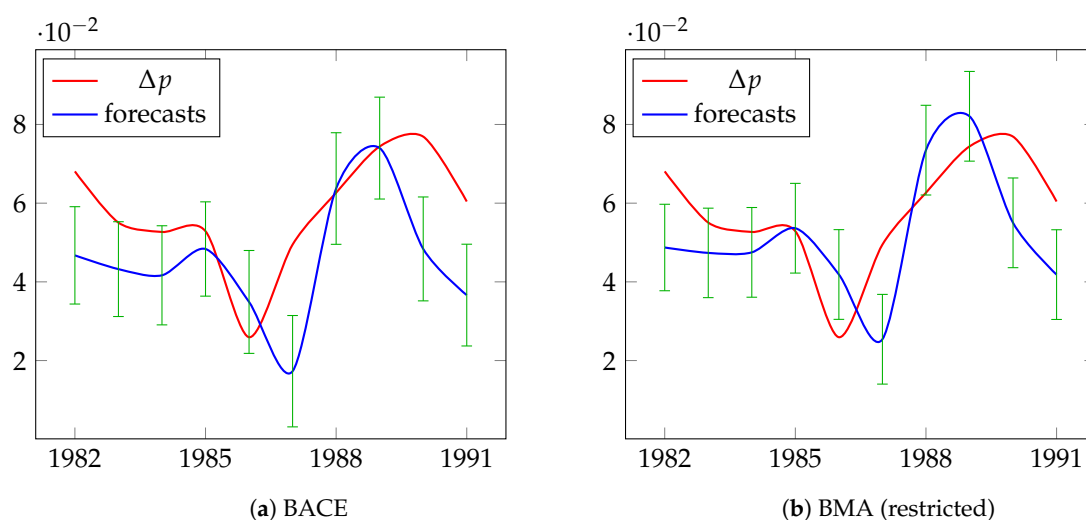 ·10⁻²
Δp
forecasts
8
6
4
2
1982 1985 1988 1991
(a) BACE
·10⁻²
Δp
forecasts
8
6
4
2
1982 1985 1988 1991
(b) BMA (restricted)